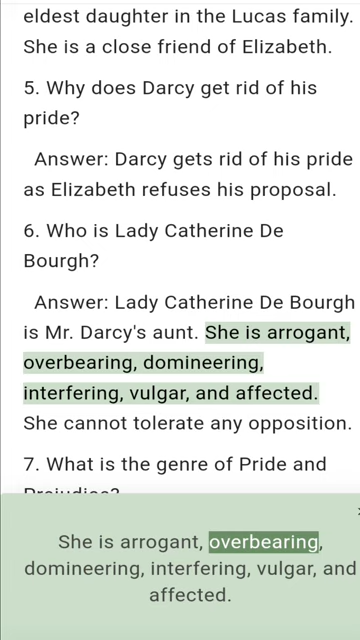 eldest daughter in the Lucas family.
She is a close friend of Elizabeth.
5. Why does Darcy get rid of his
pride?
Answer: Darcy gets rid of his pride
as Elizabeth refuses his proposal.
6. Who is Lady Catherine De
Bourgh?
Answer: Lady Catherine De Bourgh
is Mr. Darcy's aunt. She is arrogant,
overbearing, domineering,
interfering, vulgar, and affected.
She cannot tolerate any opposition.
7. What is the genre of Pride and
Prejudice?
She is arrogant, overbearing,
domineering, interfering, vulgar, and
affected.